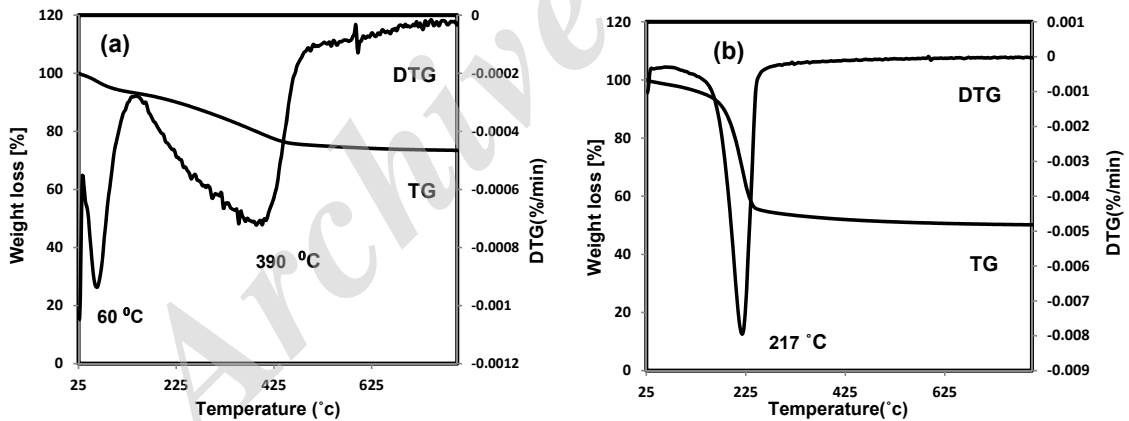 (a)
120
100
80
60
40
20
0
Weight loss [%]
25
225
425
625
Temperature (˚c)
0
-0.0002
-0.0004
-0.0006
-0.0008
-0.001
-0.0012
DTG(%/min)
DTG
TG
390 ⁰C
60 ⁰C
(b)
120
100
80
60
40
20
0
Weight loss [%]
25
225
425
625
Temperature(˚c)
0.001
0
-0.001
-0.002
-0.003
-0.004
-0.005
-0.006
-0.007
-0.008
-0.009
DTG(%/min)
DTG
TG
217 ˚C
Archive